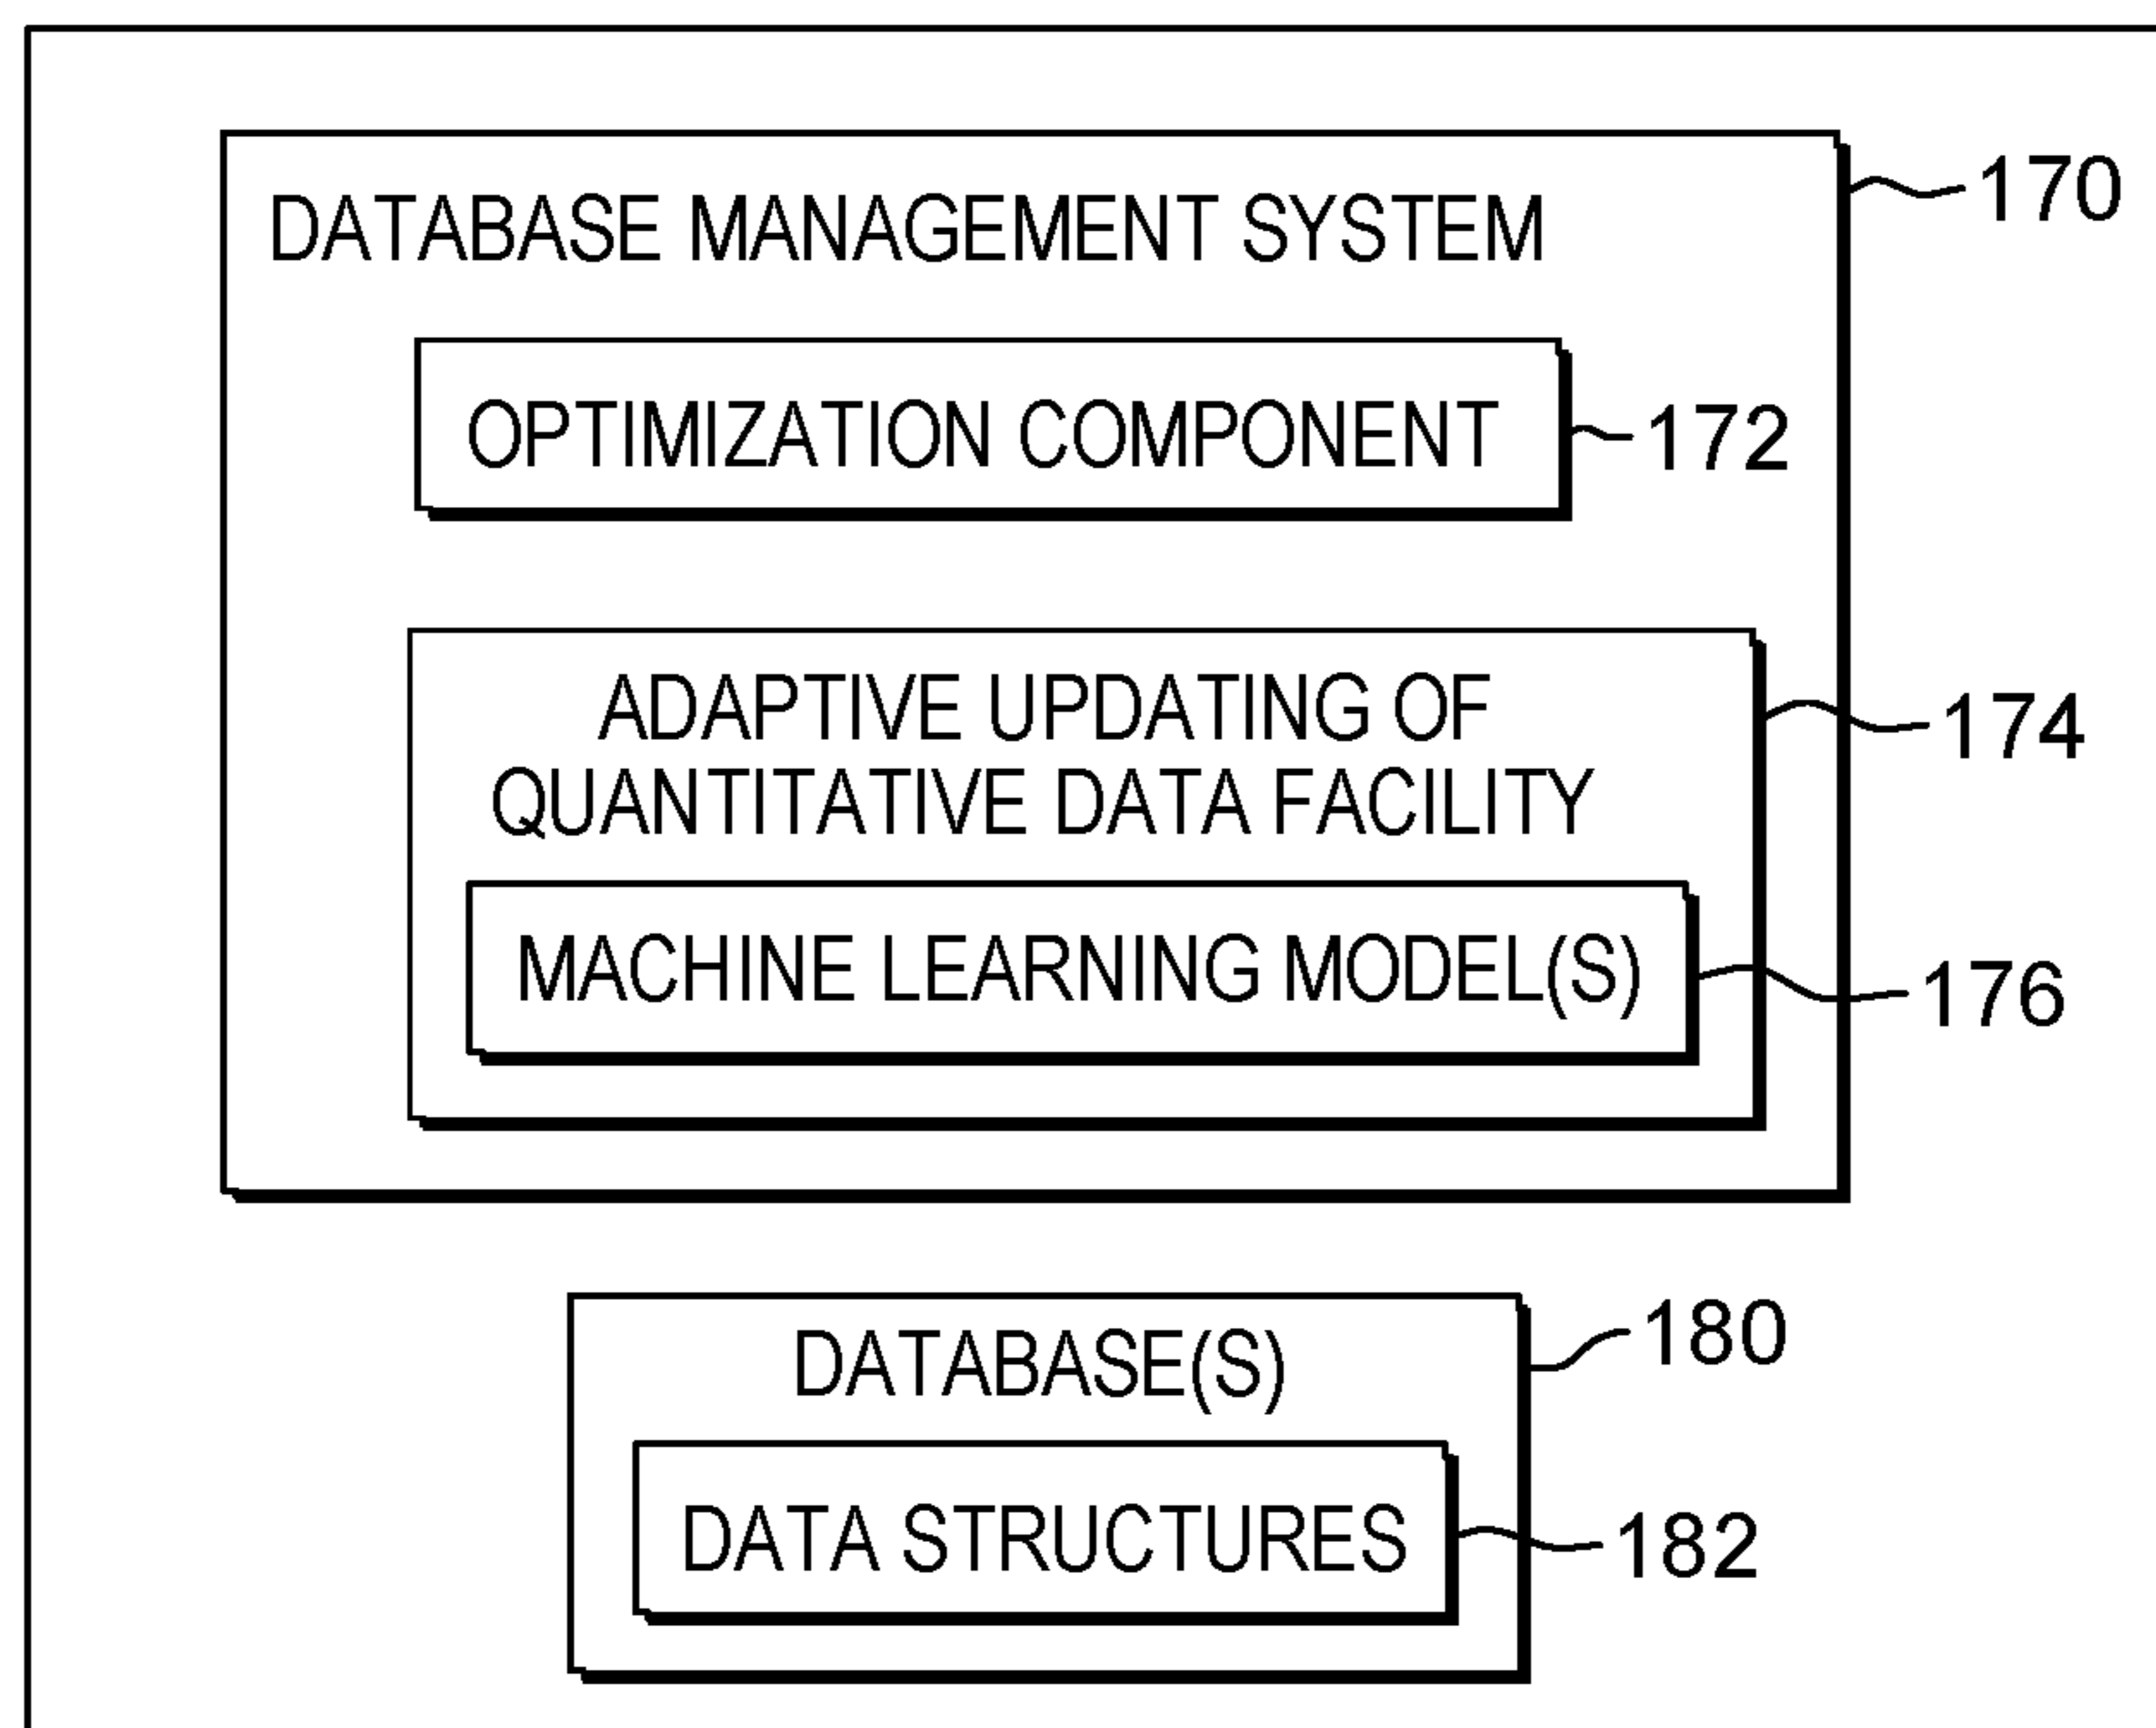 DATABASE MANAGEMENT SYSTEM
170
OPTIMIZATION COMPONENT
172
ADAPTIVE UPDATING OF
QUANTITATIVE DATA FACILITY
174
MACHINE LEARNING MODEL(S)
176
DATABASE(S)
180
DATA STRUCTURES
182